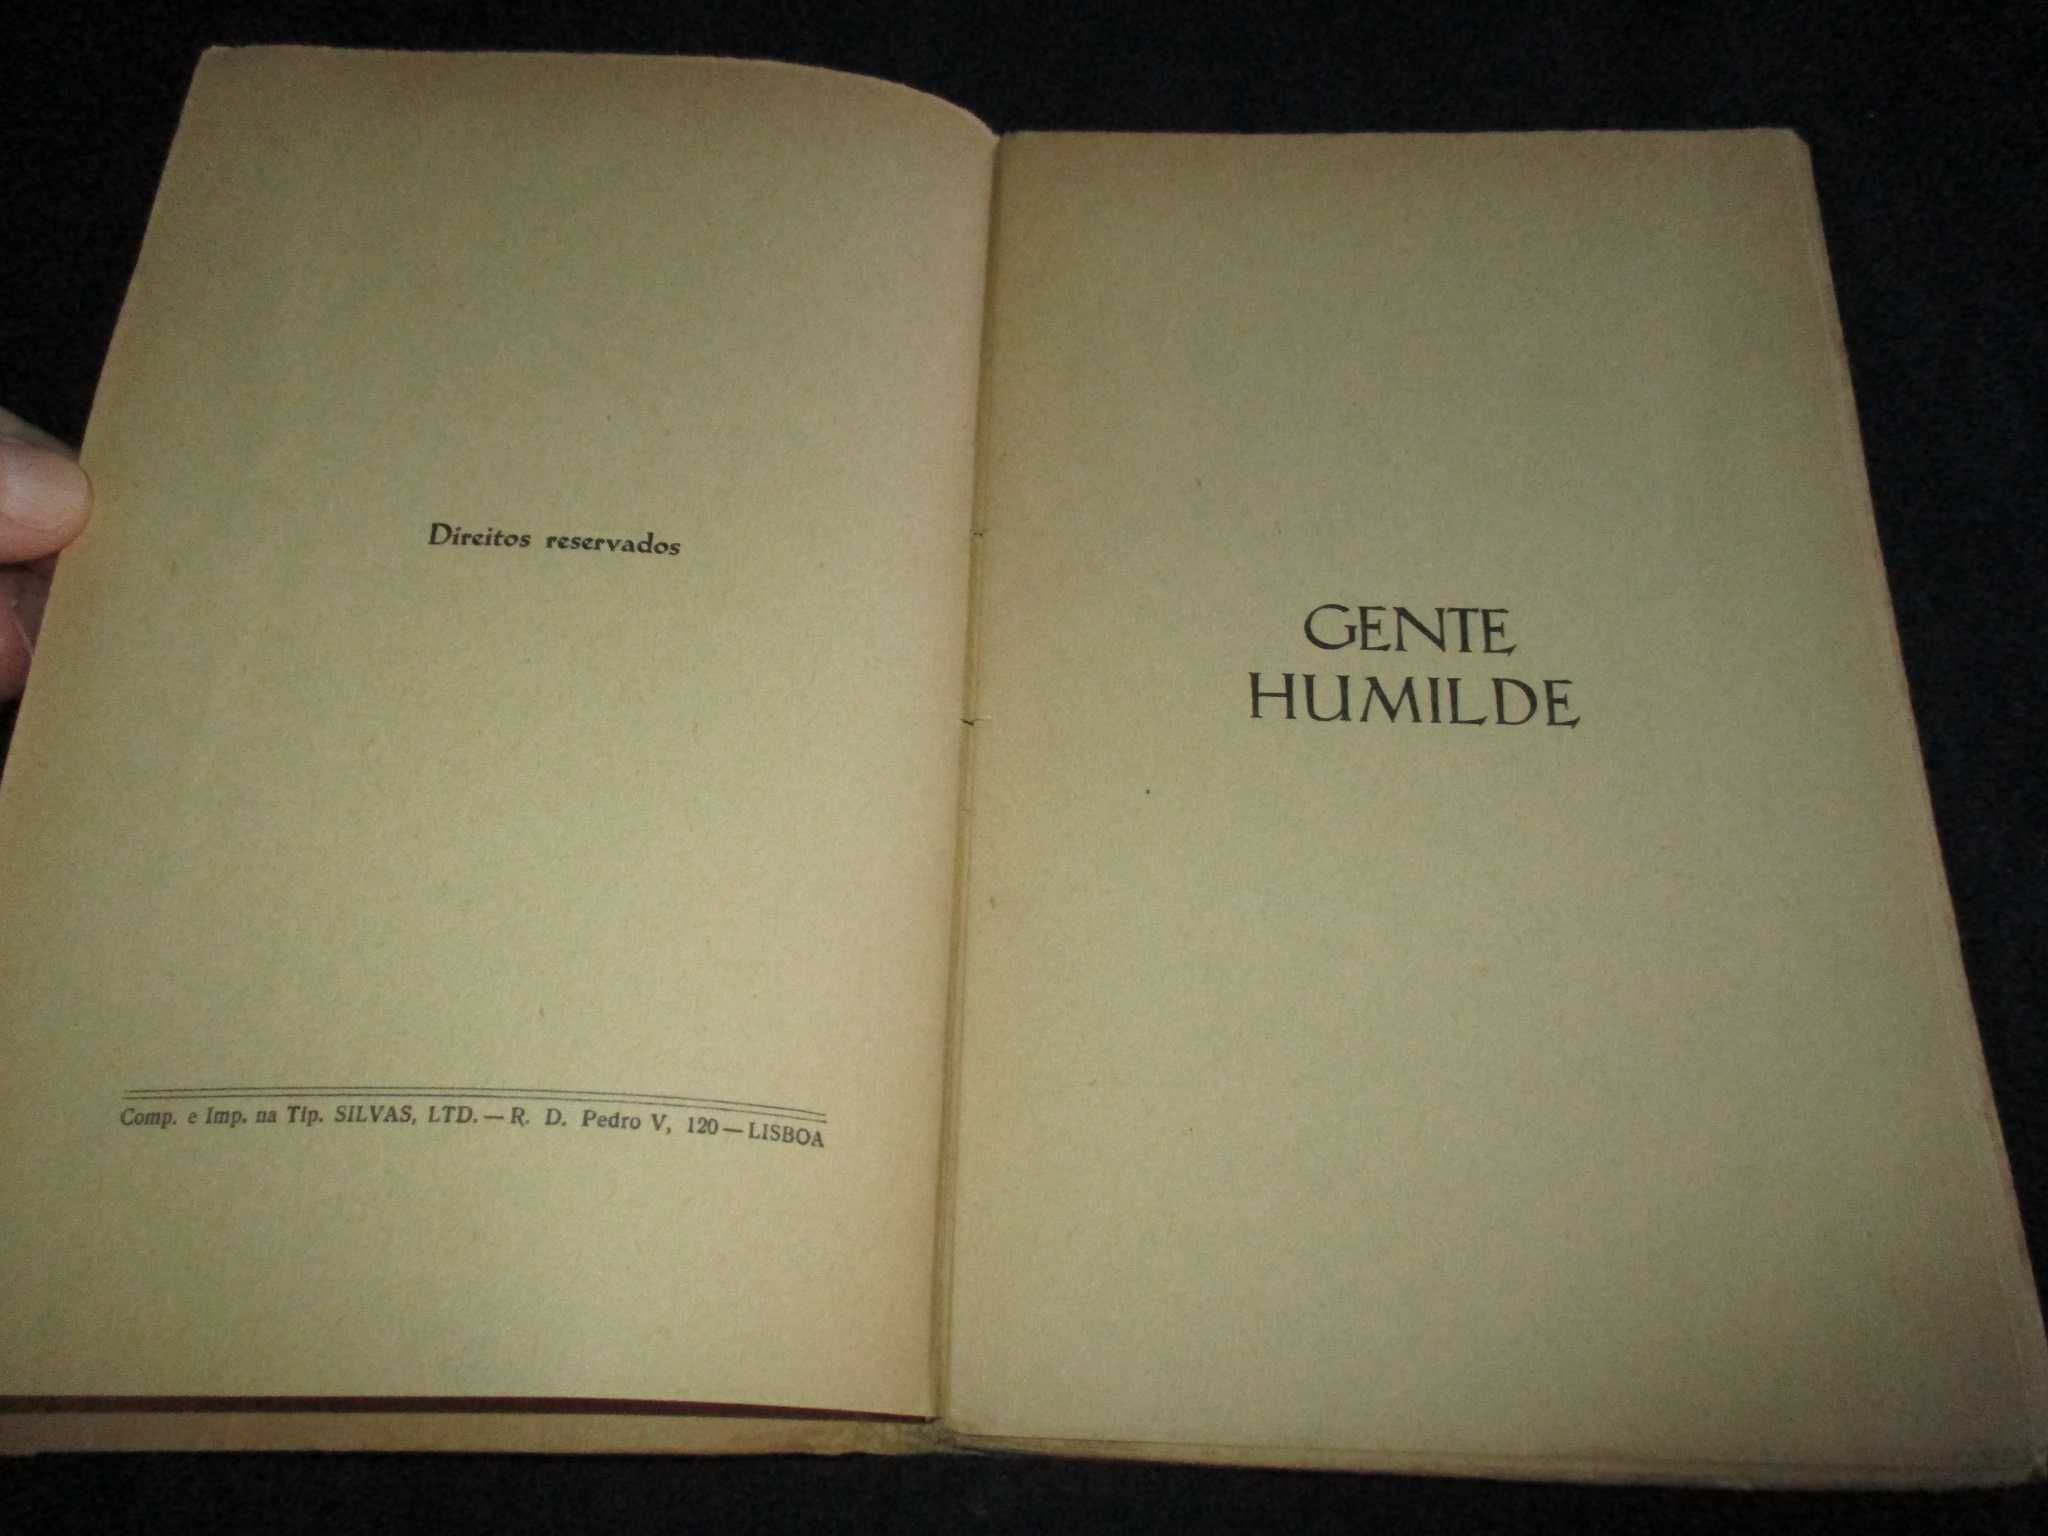 Direitos reservados
Comp. e Imp. na Tip. SILVAS, LTD. — R. D. Pedro V, 120 — LISBOA
GENTE
HUMILDE